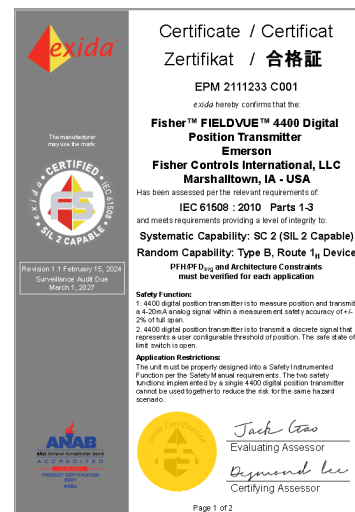 exida
Certificate / Certificat
Zertifikat / 合格証
EPM 2111233 C001
exida hereby confirms that the:
Fisher™ FIELDVUE™ 4400 Digital
Position Transmitter
Emerson
Fisher Controls International, LLC
Marshalltown, IA - USA
Has been assessed per the relevant requirements of:
IEC 61508 : 2010 Parts 1-3
and meets requirements providing a level of integrity to:
Systematic Capability: SC 2 (SIL 2 Capable)
Random Capability: Type B, Route 1H Device
PFH/PFDavg and Architecture Constraints
must be verified for each application
Safety Function:
1. 4400 digital position transmitter is to measure position and transmit
a 4-20mA analog signal within a measurement safety accuracy of +/-
2% of full span.
2. 4400 digital position transmitter is to transmit a discrete signal that
represents a user configurable threshold of position. The safe state of
limit switch is open.
Application Restrictions:
The unit must be properly designed into a Safety Instrumented
Function per the Safety Manual requirements. The two safety
functions implemented by a single 4400 digital position transmitter
cannot be used together to reduce the risk for the same hazard
scenario.
The manufacturer
may use the mark:
exida CERTIFIED IEC 61508
FS
SIL 2 CAPABLE
Revision 1.1 February 15, 2024
Surveillance Audit Due
March 1, 2027
ANAB
ANSI National Accreditation Board
ACCREDITED
PRODUCT CERTIFICATION
BODY
exida Certification
Jack Gao
Evaluating Assessor
Certifying Assessor
Page 1 of 2